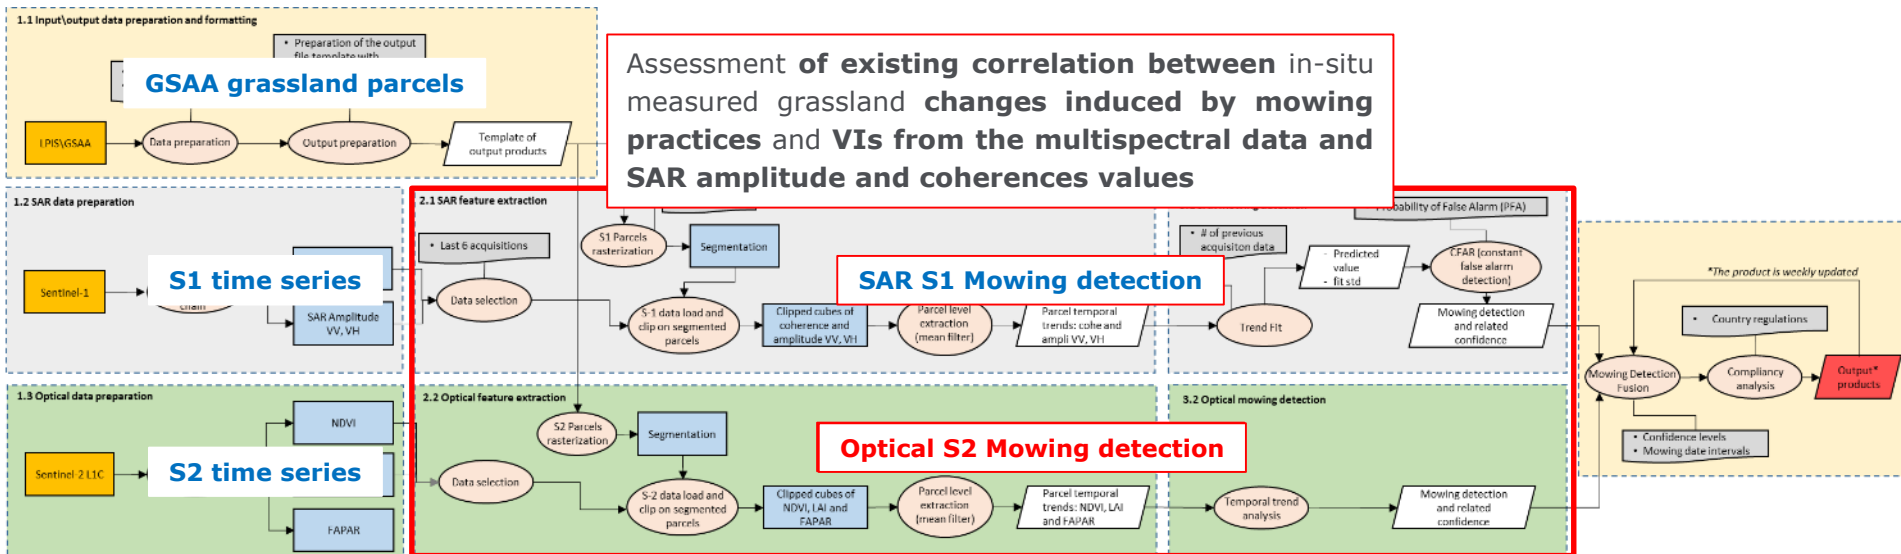 1.1 Input\output data preparation and formatting
• Preparation of the output
file template with
GSAA grassland parcels
LPIS\GSAA
Data preparation
Output preparation
Template of
output products
Assessment of existing correlation between in-situ
measured grassland changes induced by mowing
practices and VIs from the multispectral data and
SAR amplitude and coherences values
1.2 SAR data preparation
Sentinel-1
S1 time series
chain
SAR Amplitude
VV, VH
2.1 SAR feature extraction
• Last 6 acquisitions
Data selection
S1 Parcels
rasterization
Segmentation
S-1 data load and
clip on segmented
parcels
Clipped cubes of
coherence and
amplitude VV, VH
Parcel level
extraction
(mean filter)
Parcel temporal
trends: cohe and
ampli VV, VH
SAR S1 Mowing detection
• # of previous
acquisiton data
Trend Fit
- Predicted
value
- fit std
Probability of False Alarm (PFA)
CFAR (constant
false alarm
detection)
Mowing detection
and related
confidence
1.3 Optical data preparation
Sentinel-2 L1C
S2 time series
NDVI
FAPAR
2.2 Optical feature extraction
Data selection
S2 Parcels
rasterization
Segmentation
S-2 data load and
clip on segmented
parcels
Clipped cubes of
NDVI, LAI and
FAPAR
Parcel level
extraction
(mean filter)
Parcel temporal
trends: NDVI, LAI
and FAPAR
Optical S2 Mowing detection
3.2 Optical mowing detection
Temporal trend
analysis
Mowing detection
and related
confidence
*The product is weekly updated
• Country regulations
Mowing Detection
Fusion
Compliancy
analysis
Output*
products
• Confidence levels
• Mowing date intervals